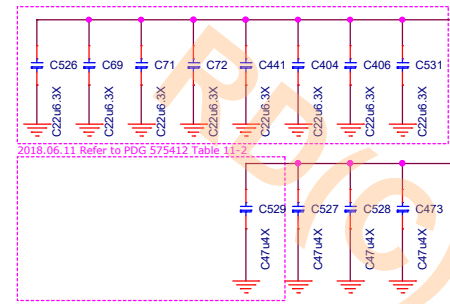 C526 C69 C71 C72 C441 C404 C406 C531
C22u6.3X C22u6.3X C22u6.3X C22u6.3X C22u6.3X C22u6.3X C22u6.3X C22u6.3X
2018.06.11 Refer to PDG 575412 Table 11-2
C529 C527 C528 C473
C47u4X C47u4X C47u4X C47u4X
RD(C)